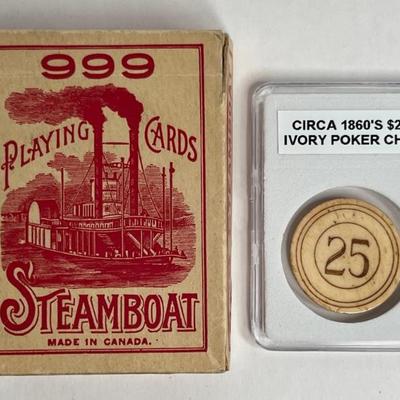 999
PLAYING CARDS
STEAMBOAT
MADE IN CANADA.
CIRCA 1860'S $2
IVORY POKER CH
25